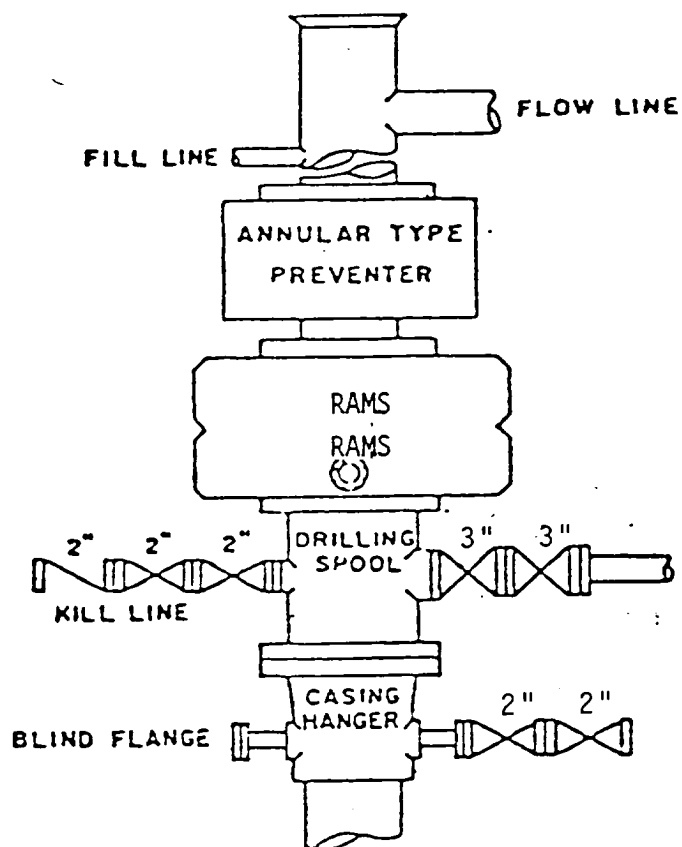 FLOW LINE
FILL LINE
ANNULAR TYPE
PREVENTER
RAMS
RAMS
2" 2" 2"
DRILLING
SPOOL
3" 3"
KILL LINE
CASING
HANGER
2" 2"
BLIND FLANGE